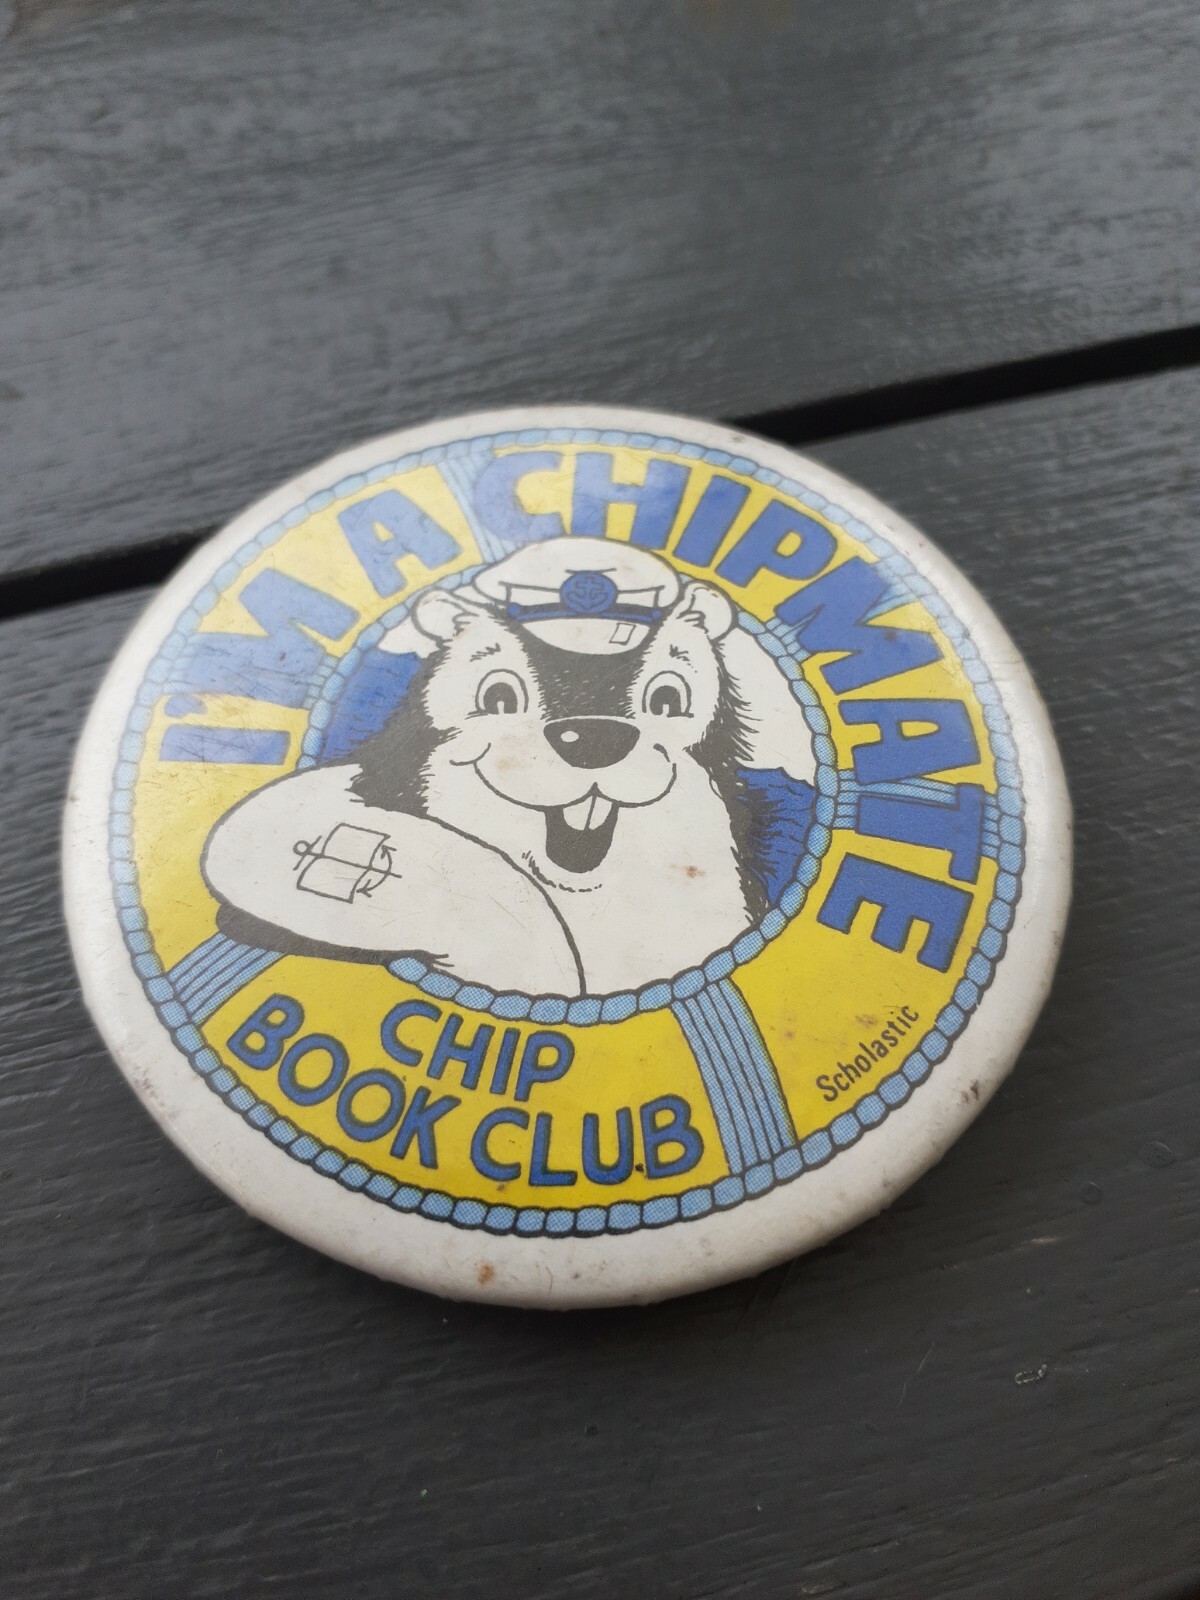 I'M A CHIPMATE
CHIP
BOOK CLUB
Scholastic